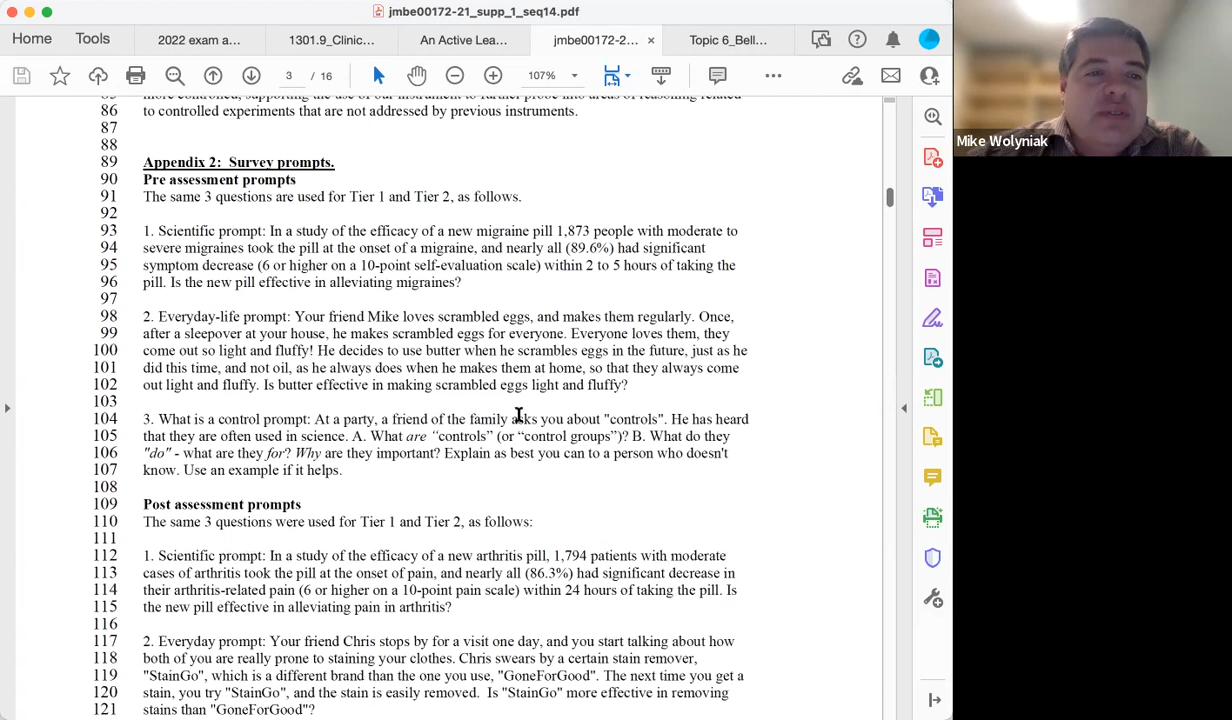 jmbe00172-21_supp_1_seq14.pdf
Home
Tools
2022 exam a...
1301.9_Clinic...
An Active Lea...
jmbe00172-2...
×
Topic 6_Bell...
3 / 16
107%
86 to controlled experiments that are not addressed by previous instruments.
87
88
89 Appendix 2: Survey prompts.
90 Pre assessment prompts
91 The same 3 questions are used for Tier 1 and Tier 2, as follows.
92
93 1. Scientific prompt: In a study of the efficacy of a new migraine pill 1,873 people with moderate to
94 severe migraines took the pill at the onset of a migraine, and nearly all (89.6%) had significant
95 symptom decrease (6 or higher on a 10-point self-evaluation scale) within 2 to 5 hours of taking the
96 pill. Is the new pill effective in alleviating migraines?
97
98 2. Everyday-life prompt: Your friend Mike loves scrambled eggs, and makes them regularly. Once,
99 after a sleepover at your house, he makes scrambled eggs for everyone. Everyone loves them, they
100 come out so light and fluffy! He decides to use butter when he scrambles eggs in the future, just as he
101 did this time, and not oil, as he always does when he makes them at home, so that they always come
102 out light and fluffy. Is butter effective in making scrambled eggs light and fluffy?
103
104 3. What is a control prompt: At a party, a friend of the family asks you about "controls". He has heard
105 that they are often used in science. A. What are “controls” (or “control groups”)? B. What do they
106 "do" - what are they for? Why are they important? Explain as best you can to a person who doesn't
107 know. Use an example if it helps.
108
109 Post assessment prompts
110 The same 3 questions were used for Tier 1 and Tier 2, as follows:
111
112 1. Scientific prompt: In a study of the efficacy of a new arthritis pill, 1,794 patients with moderate
113 cases of arthritis took the pill at the onset of pain, and nearly all (86.3%) had significant decrease in
114 their arthritis-related pain (6 or higher on a 10-point pain scale) within 24 hours of taking the pill. Is
115 the new pill effective in alleviating pain in arthritis?
116
117 2. Everyday prompt: Your friend Chris stops by for a visit one day, and you start talking about how
118 both of you are really prone to staining your clothes. Chris swears by a certain stain remover,
119 "StainGo", which is a different brand than the one you use, "GoneForGood". The next time you get a
120 stain, you try "StainGo", and the stain is easily removed. Is "StainGo" more effective in removing
121 stains than "GoneForGood"?
Mike Wolyniak